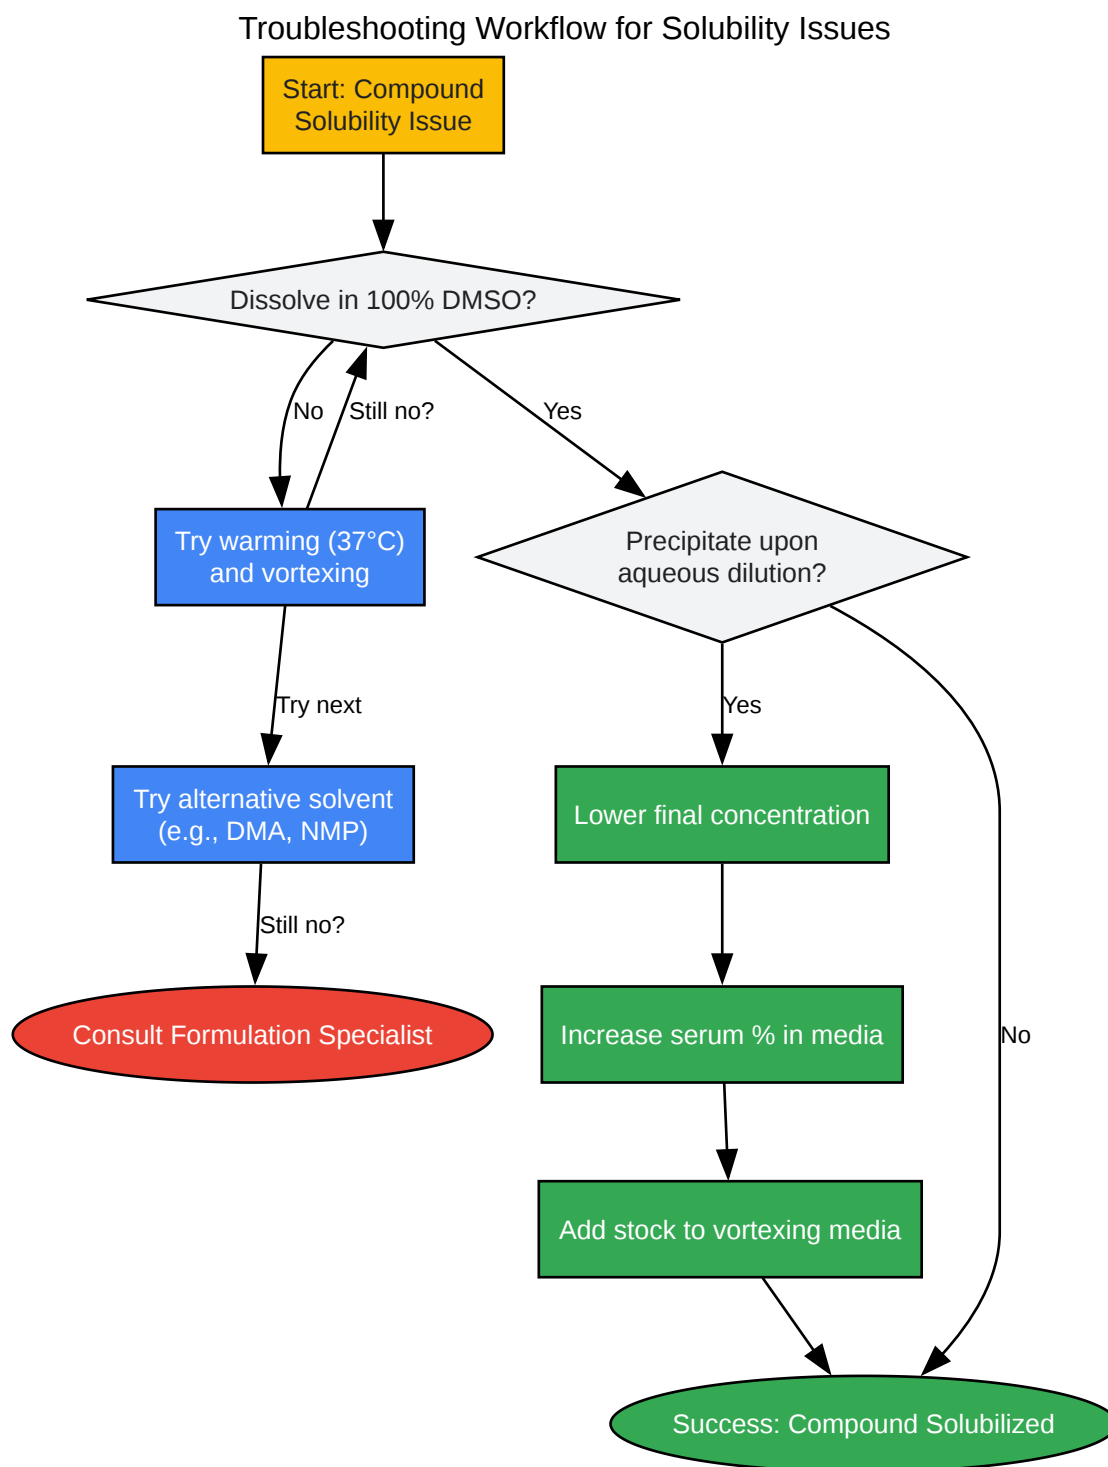 Troubleshooting Workflow for Solubility Issues
Start: Compound
Solubility Issue
Dissolve in 100% DMSO?
No
Still no?
Yes
Try warming (37°C)
and vortexing
Precipitate upon
aqueous dilution?
Try next
Yes
Try alternative solvent
(e.g., DMA, NMP)
Lower final concentration
Still no?
Consult Formulation Specialist
Increase serum % in media
No
Add stock to vortexing media
Success: Compound Solubilized